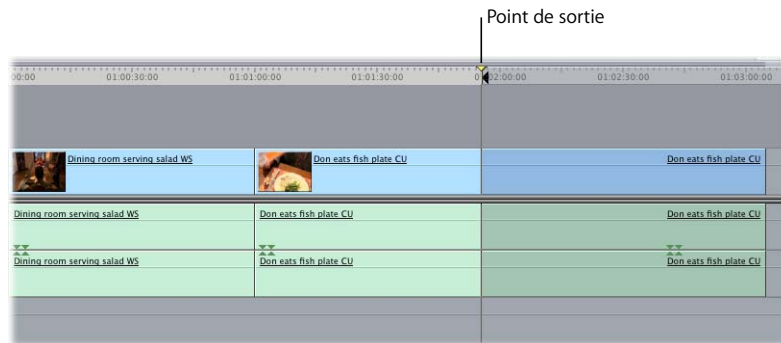 Point de sortie
00:00 01:00:30:00 01:01:00:00 01:01:30:00 02:00:00 01:02:30:00 01:03:00:00
Dining room serving salad WS Don eats fish plate CU Don eats fish plate CU
Dining room serving salad WS Don eats fish plate CU Don eats fish plate CU
Dining room serving salad WS Don eats fish plate CU Don eats fish plate CU